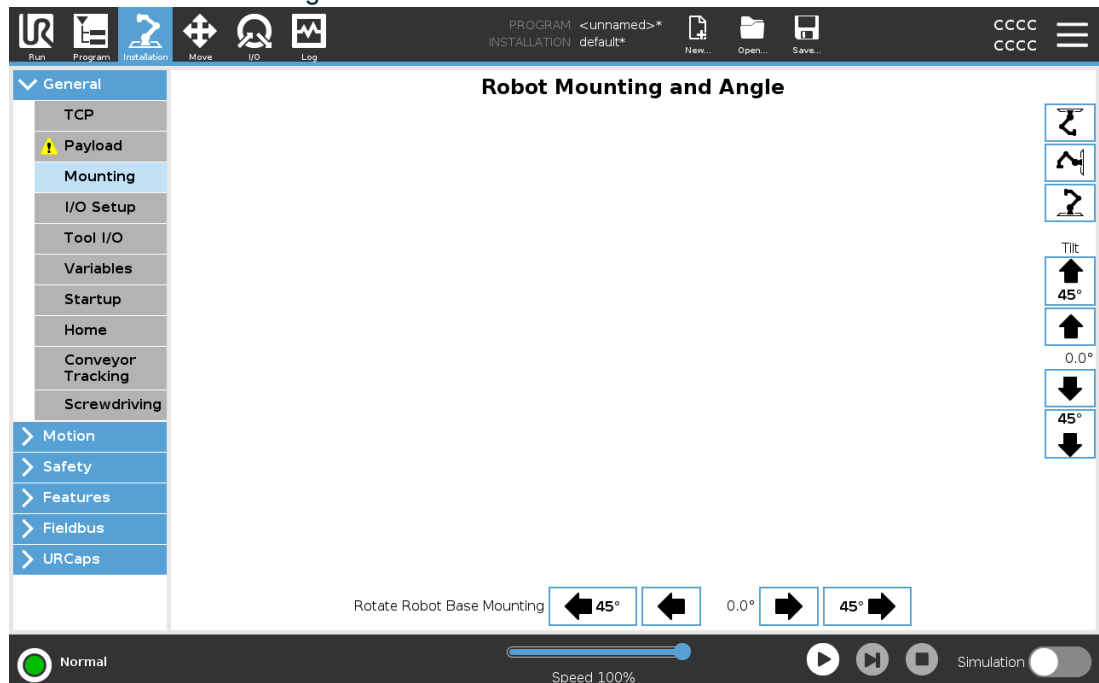 PROGRAM <unnamed>*
INSTALLATION default*
CCCC
CCCC
Run Program Installation Move I/O Log New... Open... Save...
General
Robot Mounting and Angle
TCP
Payload
Mounting
I/O Setup
Tool I/O
Variables
Startup
Home
Conveyor
Tracking
Screwdriving
Motion
Safety
Features
Fieldbus
URCaps
Tilt
45°
0.0°
45°
Rotate Robot Base Mounting 45° 0.0° 45°
Normal
Speed 100%
Simulation